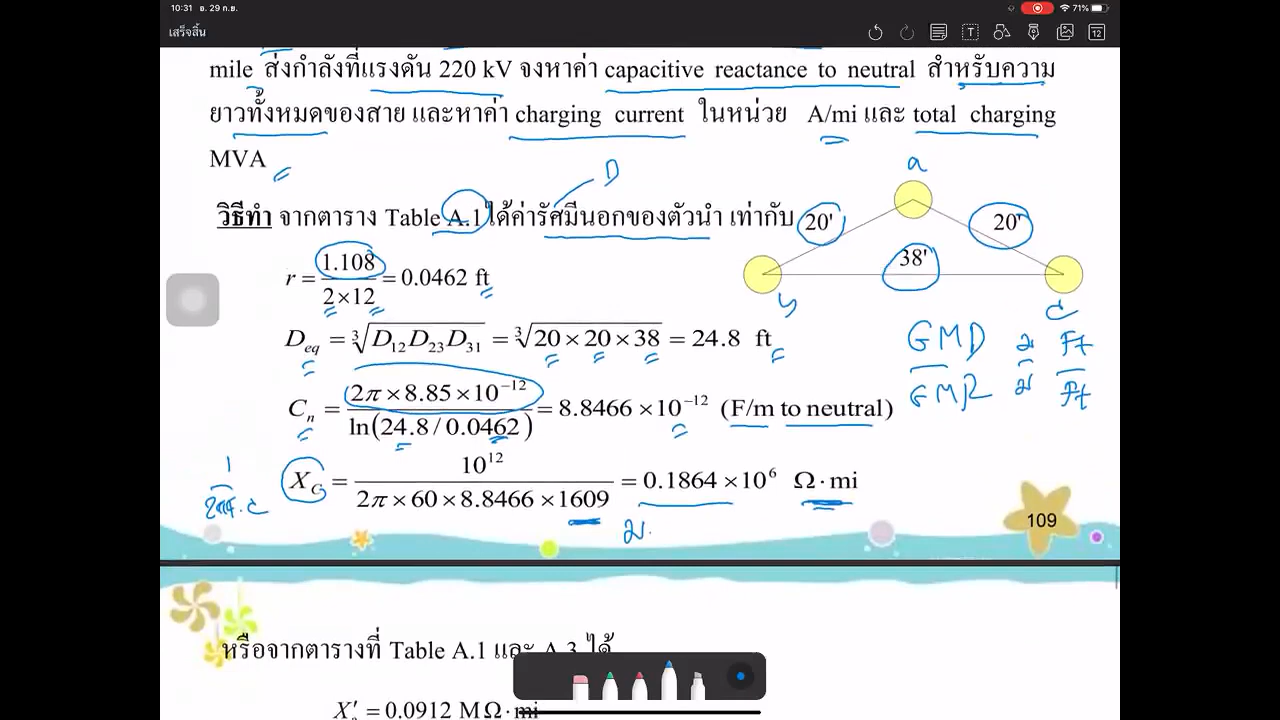 10:31 อ. 29 ก.ย.
71%
เสร็จสิ้น
mile ส่งกำลังที่แรงดัน 220 kV จงหาค่า capacitive reactance to neutral สำหรับความ
ยาวทั้งหมดของสาย และหาค่า charging current ในหน่วย A/mi และ total charging
MVA
D
a
วิธีทำ จากตาราง Table A.1 ได้ค่ารัศมีนอกของตัวนำ เท่ากับ
20'
20'
38'
r = 1.108 / 2×12 = 0.0462 ft
c
D_eq = ∛(D₁₂D₂₃D₃₁) = ∛(20×20×38) = 24.8 ft
GMD Ft
GMR Ft
C_n = 2π×8.85×10⁻¹² / ln(24.8 / 0.0462) = 8.8466×10⁻¹² (F/m to neutral)
X_C = 10¹² / 2π×60×8.8466×1609 = 0.1864×10⁶ Ω·mi
1 / 2πf.c
109
หรือจากตารางที่ Table A.1 และ A.3 ได้
X'ₐ = 0.0912 MΩ·mi